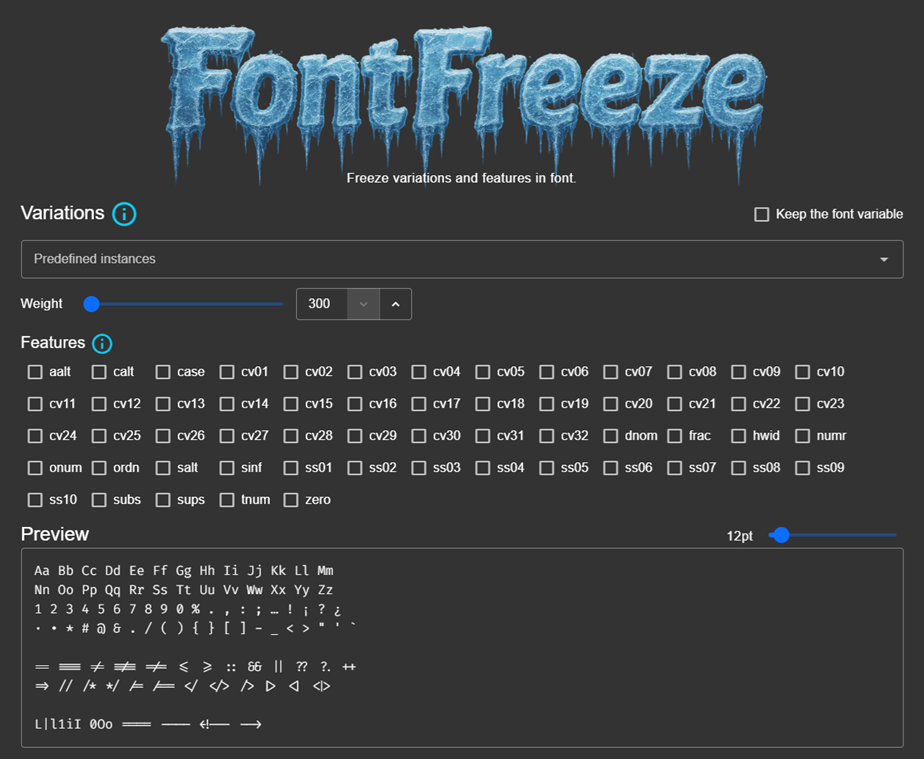 FontFreeze
Freeze variations and features in font.
Variations
Keep the font variable
Predefined instances
Weight 300
Features
aalt calt case cv01 cv02 cv03 cv04 cv05 cv06 cv07 cv08 cv09 cv10
cv11 cv12 cv13 cv14 cv15 cv16 cv17 cv18 cv19 cv20 cv21 cv22 cv23
cv24 cv25 cv26 cv27 cv28 cv29 cv30 cv31 cv32 dnom frac hwid numr
onum ordn salt sinf ss01 ss02 ss03 ss04 ss05 ss06 ss07 ss08 ss09
ss10 subs sups tnum zero
Preview 12pt
Aa Bb Cc Dd Ee Ff Gg Hh Ii Jj Kk Ll Mm
Nn Oo Pp Qq Rr Ss Tt Uu Vv Ww Xx Yy Zz
1 2 3 4 5 6 7 8 9 0 % . , : ; … ! ¡ ? ¿
· • * # @ & . / ( ) { } [ ] - _ < > " ' `
== === != !== =/= <= >= :: && || ?? ?. ++
=> // /* */ /= /== </ </> /> |> <| <|>
L|l1iI 0Oo ==== ---- <!-- -->